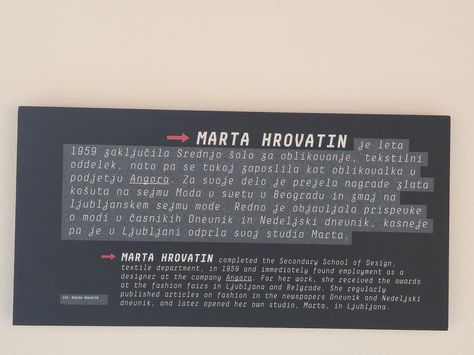 MARTA HROVATIN je leta
1959 zaključila Srednjo šolo za oblikovanje, tekstilni
oddelek, nato pa se takoj zaposlila kot oblikovalka v
podjetju Angora. Za svoje delo je prejela nagrade zlata
košuta na sejmu Moda v svetu v Beogradu in zmaj na
ljubljanskem sejmu mode. Redno je objavljala prispevke
o modi v časnikih Dnevnik in Nedeljski dnevnik, kasneje
pa je v Ljubljani odprla svoj studio Marta.
MARTA HROVATIN completed the Secondary School of Design,
textile department, in 1959 and immediately found employment as a
designer at the company Angora. For her work, she received the awards
at the fashion fairs in Ljubljana and Belgrade. She regularly
published articles on fashion in the newspapers Dnevnik and Nedeljski
dnevnik, and later opened her own studio, Marta, in Ljubljana.